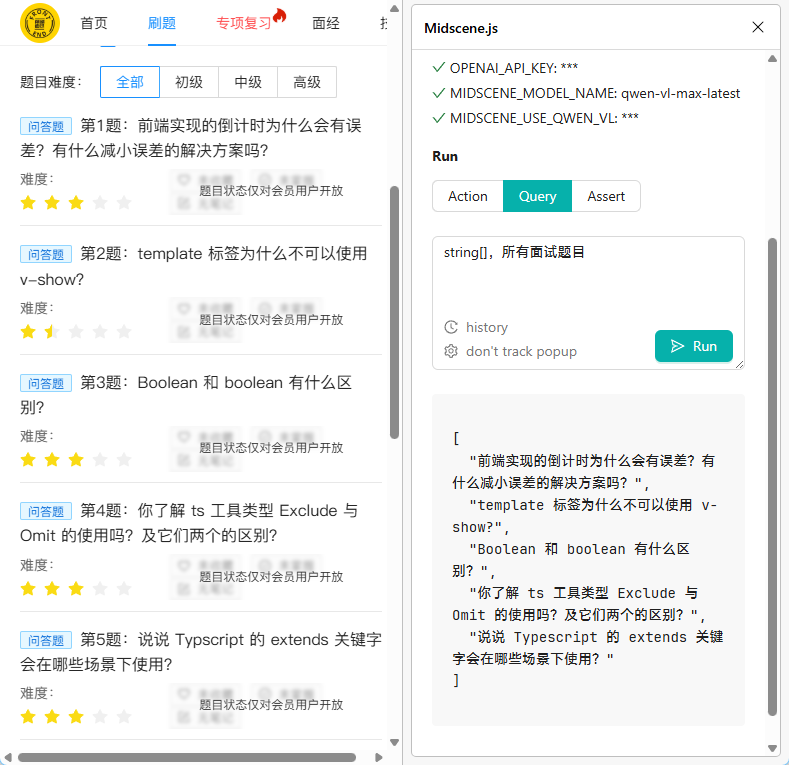 FRONT
END
首页
刷题
专项复习
面经
题目难度：
全部
初级
中级
高级
问答题 第1题：前端实现的倒计时为什么会有误
差？有什么减小误差的解决方案吗？
难度：
题目状态仅对会员用户开放
问答题 第2题：template 标签为什么不可以使用
v-show?
难度：
题目状态仅对会员用户开放
问答题 第3题：Boolean 和 boolean 有什么区
别？
难度：
题目状态仅对会员用户开放
问答题 第4题：你了解 ts 工具类型 Exclude 与
Omit 的使用吗？及它们两个的区别？
难度：
题目状态仅对会员用户开放
问答题 第5题：说说 Typscript 的 extends 关键字
会在哪些场景下使用？
难度：
题目状态仅对会员用户开放
Midscene.js
OPENAI_API_KEY: ***
MIDSCENE_MODEL_NAME: qwen-vl-max-latest
MIDSCENE_USE_QWEN_VL: ***
Run
Action
Query
Assert
string[]，所有面试题目
history
don't track popup
Run
[
"前端实现的倒计时为什么会有误差？有
什么减小误差的解决方案吗？",
"template 标签为什么不可以使用 v-
show?",
"Boolean 和 boolean 有什么区
别？",
"你了解 ts 工具类型 Exclude 与
Omit 的使用吗？及它们两个的区别？",
"说说 Typescript 的 extends 关键
字会在哪些场景下使用？"
]